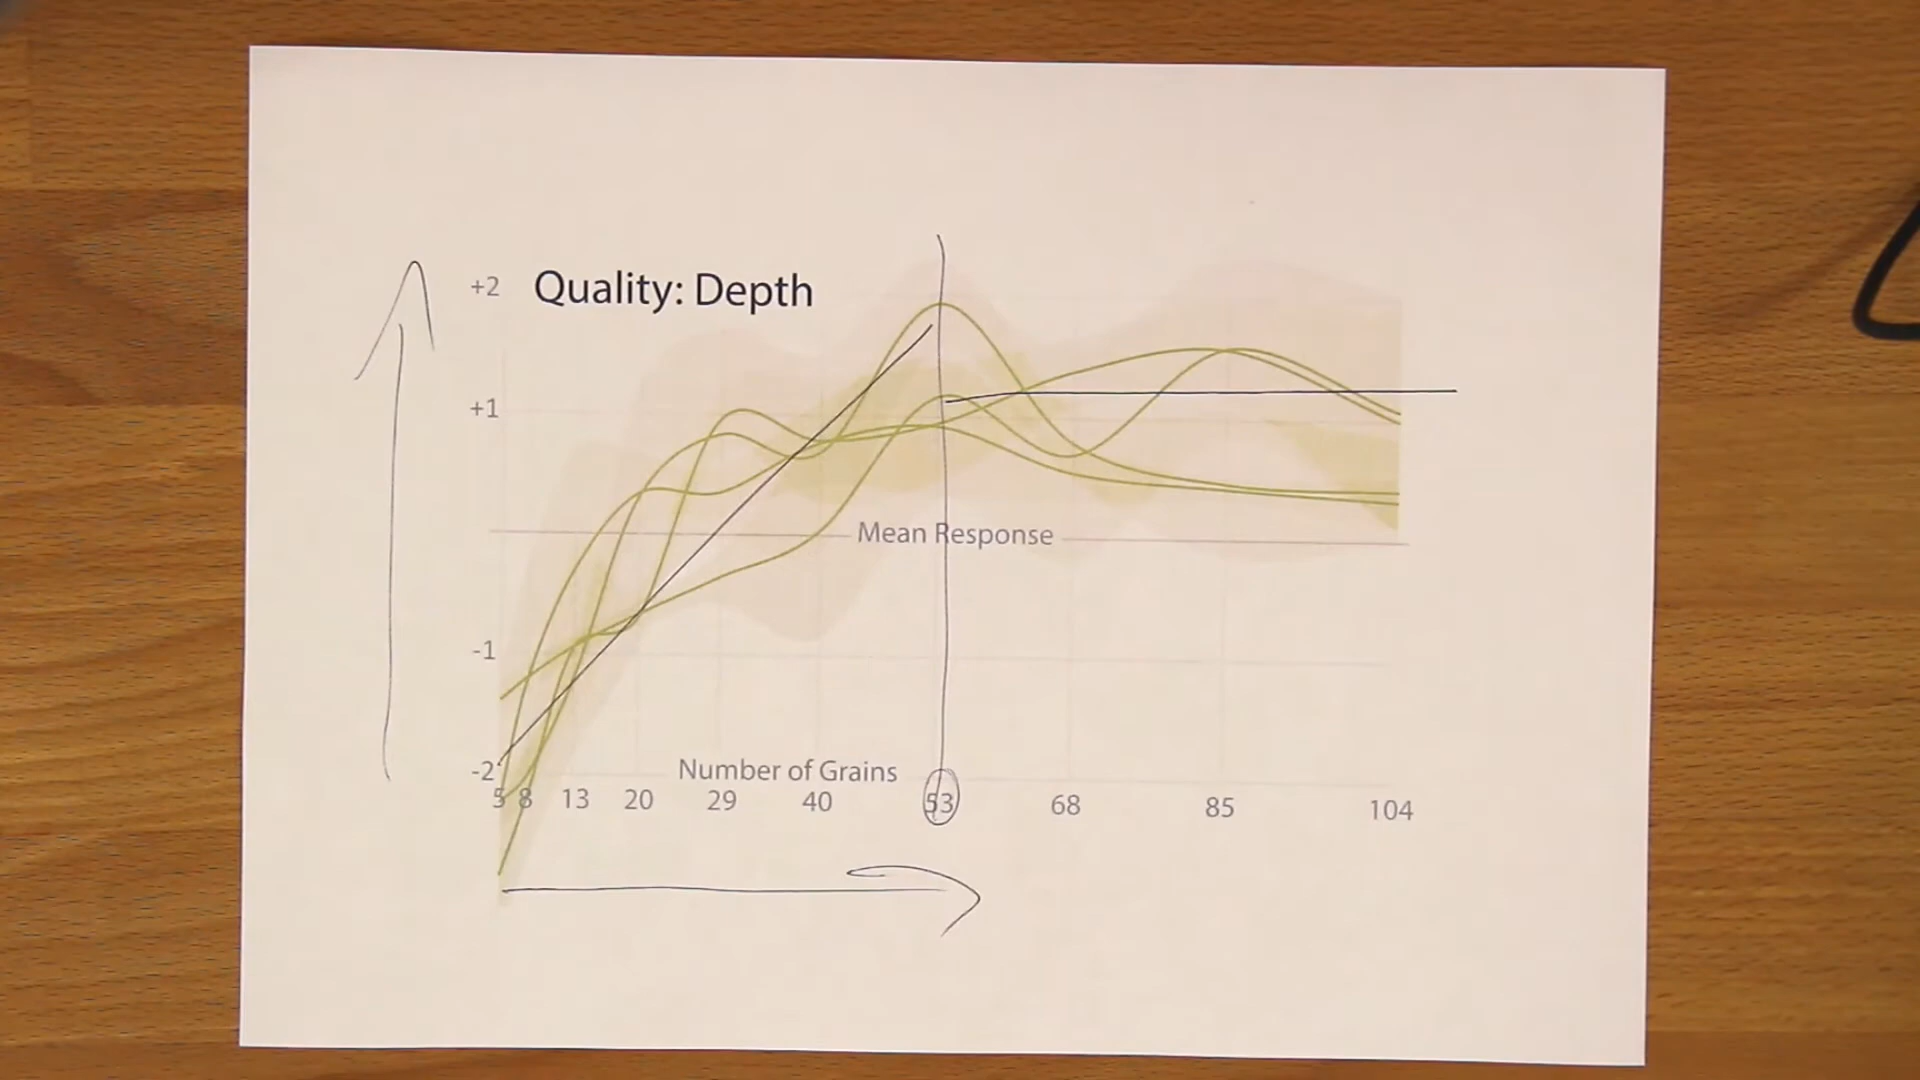 +2 Quality: Depth
+1
Mean Response
-1
-2
Number of Grains
5 8 13 20 29 40 53 68 85 104